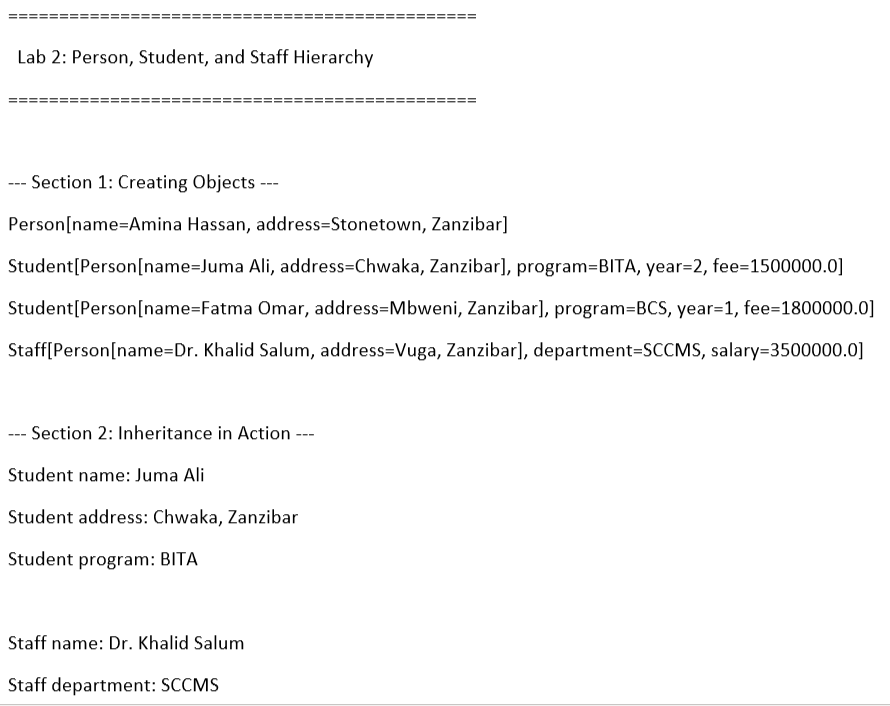 ==============================================
Lab 2: Person, Student, and Staff Hierarchy
==============================================
--- Section 1: Creating Objects ---
Person[name=Amina Hassan, address=Stonetown, Zanzibar]
Student[Person[name=Juma Ali, address=Chwaka, Zanzibar], program=BITA, year=2, fee=1500000.0]
Student[Person[name=Fatma Omar, address=Mbweni, Zanzibar], program=BCS, year=1, fee=1800000.0]
Staff[Person[name=Dr. Khalid Salum, address=Vuga, Zanzibar], department=SCCMS, salary=3500000.0]
--- Section 2: Inheritance in Action ---
Student name: Juma Ali
Student address: Chwaka, Zanzibar
Student program: BITA
Staff name: Dr. Khalid Salum
Staff department: SCCMS